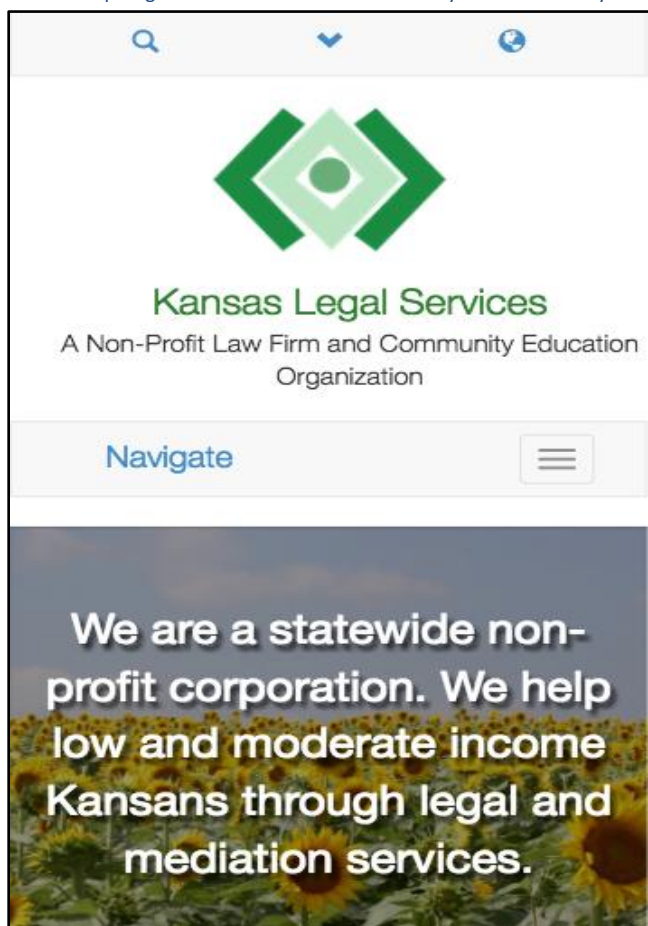 Kansas Legal Services
A Non-Profit Law Firm and Community Education
Organization
Navigate
We are a statewide non-
profit corporation. We help
low and moderate income
Kansans through legal and
mediation services.